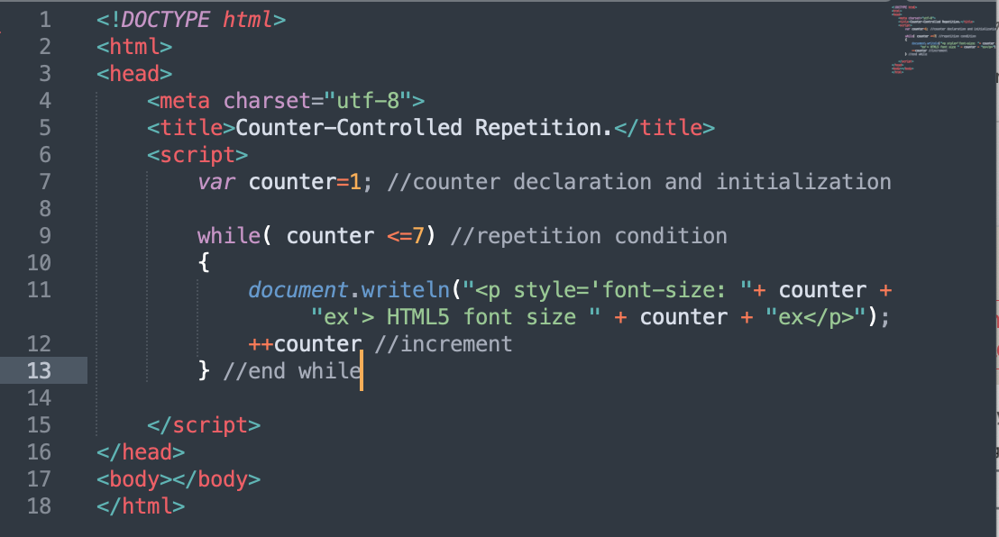 1 <!DOCTYPE html>
2 <html>
3 <head>
4 <meta charset="utf-8">
5 <title>Counter-Controlled Repetition.</title>
6 <script>
7 var counter=1; //counter declaration and initialization
8
9 while( counter <=7) //repetition condition
10 {
11 document.writeln("<p style='font-size: "+ counter +
"ex'> HTML5 font size " + counter + "ex</p>");
12 ++counter //increment
13 } //end while
14
15 </script>
16 </head>
17 <body></body>
18 </html>